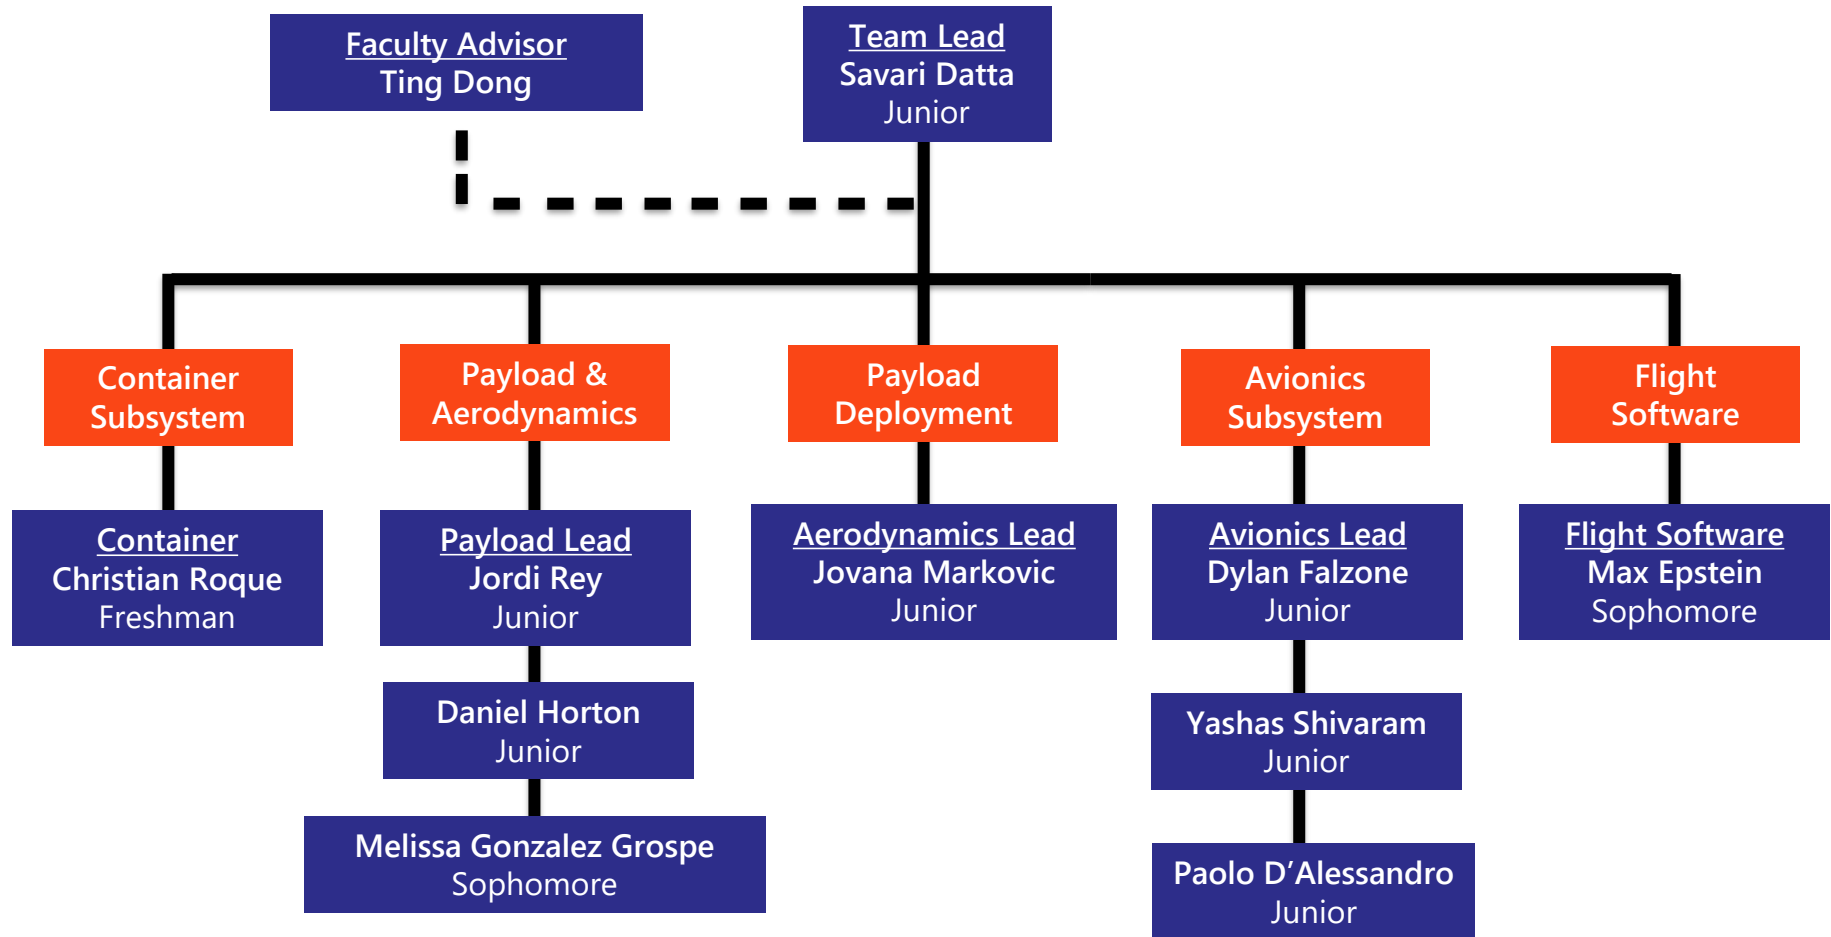 Faculty Advisor
Ting Dong
Team Lead
Savari Datta
Junior
Container
Subsystem
Payload &
Aerodynamics
Payload
Deployment
Avionics
Subsystem
Flight
Software
Container
Christian Roque
Freshman
Payload Lead
Jordi Rey
Junior
Aerodynamics Lead
Jovana Markovic
Junior
Avionics Lead
Dylan Falzone
Junior
Flight Software
Max Epstein
Sophomore
Daniel Horton
Junior
Yashas Shivaram
Junior
Melissa Gonzalez Grospe
Sophomore
Paolo D’Alessandro
Junior